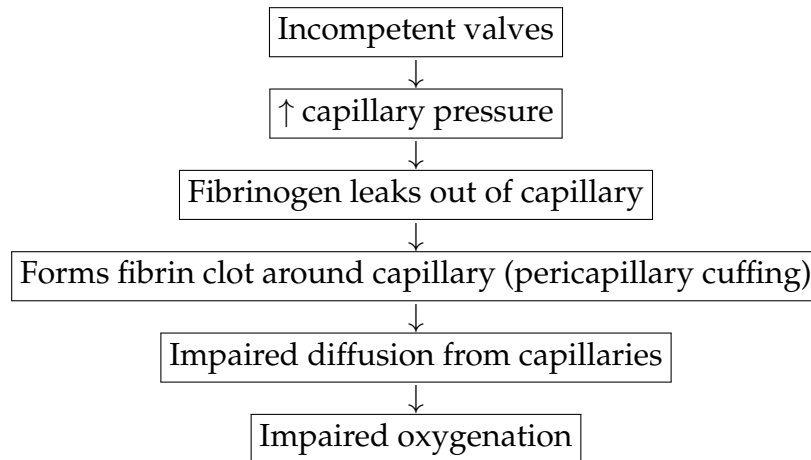 Incompetent valves
↓
↑ capillary pressure
↓
Fibrinogen leaks out of capillary
↓
Forms fibrin clot around capillary (pericapillary cuffing)
↓
Impaired diffusion from capillaries
↓
Impaired oxygenation